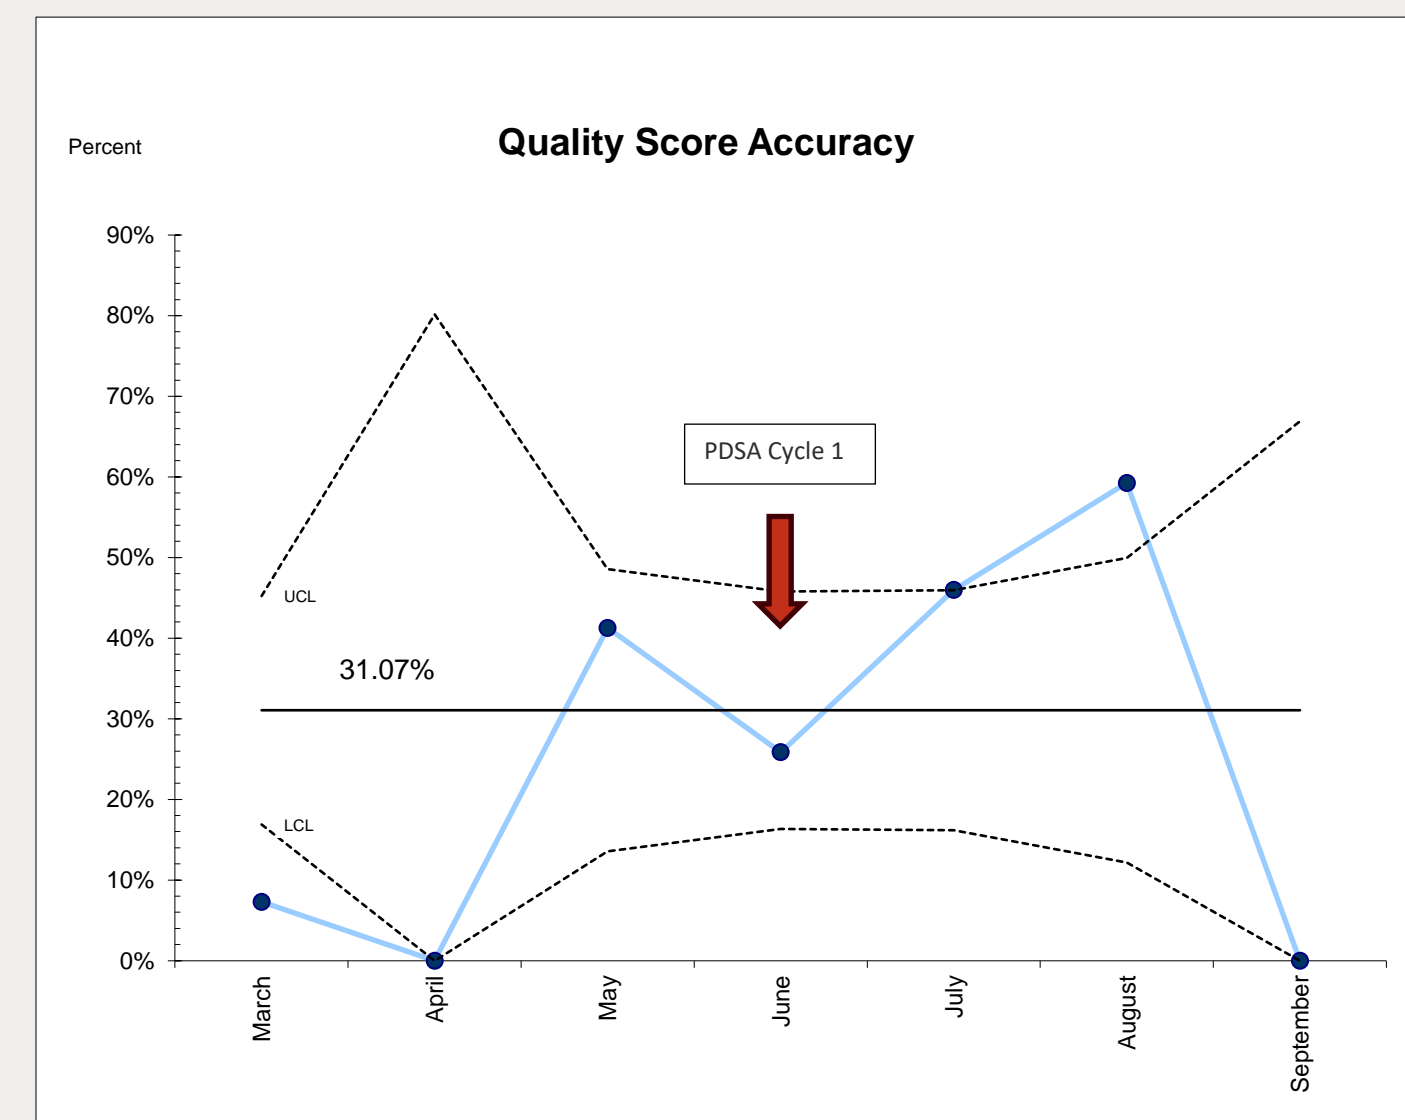 Quality Score Accuracy
Percent
90%
80%
70%
60%
50%
40%
30%
20%
10%
0%
PDSA Cycle 1
UCL
31.07%
LCL
March
April
May
June
July
August
September